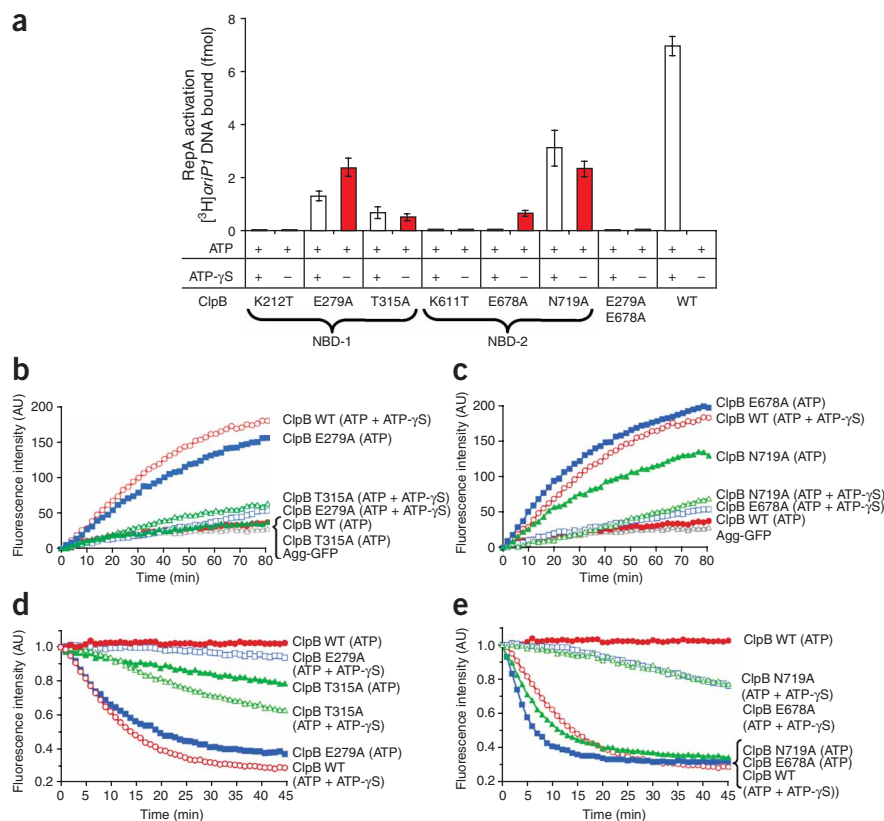 a
RepA activation
[³H]oriP1 DNA bound (fmol)
8
6
4
2
0
ATP + + + + + + + + + + + + + + + +
ATP-γS + – + – + – + – + – + – + – + –
ClpB K212T E279A T315A K611T E678A N719A E279A E678A WT
NBD-1 NBD-2
b
Fluorescence intensity (AU)
200
150
100
50
0
0 10 20 30 40 50 60 70 80
Time (min)
ClpB WT (ATP + ATP-γS)
ClpB E279A (ATP)
ClpB T315A (ATP + ATP-γS)
ClpB E279A (ATP + ATP-γS)
ClpB WT (ATP)
ClpB T315A (ATP)
Agg-GFP
c
Fluorescence intensity (AU)
200
150
100
50
0
0 10 20 30 40 50 60 70 80
Time (min)
ClpB E678A (ATP)
ClpB WT (ATP + ATP-γS)
ClpB N719A (ATP)
ClpB N719A (ATP + ATP-γS)
ClpB E678A (ATP + ATP-γS)
ClpB WT (ATP)
Agg-GFP
d
Fluorescence intensity (AU)
1.0
0.8
0.6
0.4
0.2
0 5 10 15 20 25 30 35 40 45
Time (min)
ClpB WT (ATP)
ClpB E279A
(ATP + ATP-γS)
ClpB T315A (ATP)
ClpB T315A
(ATP + ATP-γS)
ClpB E279A (ATP)
ClpB WT
(ATP + ATP-γS)
e
Fluorescence intensity (AU)
1.0
0.8
0.6
0.4
0.2
0 5 10 15 20 25 30 35 40 45
Time (min)
ClpB WT (ATP)
ClpB N719A
(ATP + ATP-γS)
ClpB E678A
(ATP + ATP-γS)
ClpB N719A (ATP)
ClpB E678A (ATP)
ClpB WT
(ATP + ATP-γS))